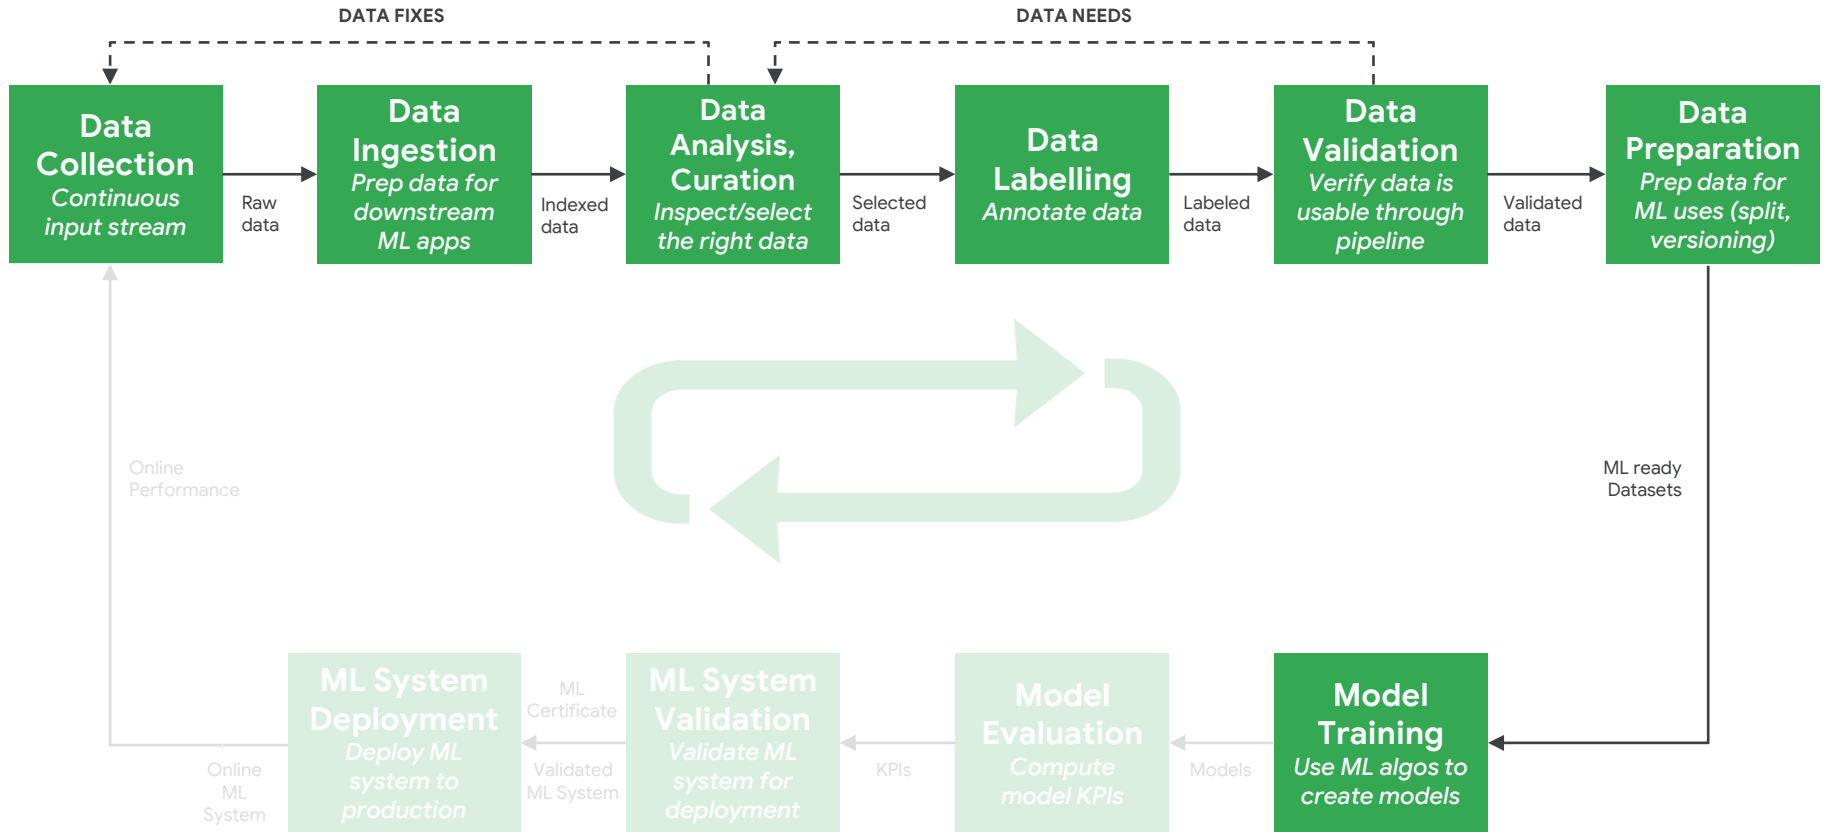 DATA FIXES
DATA NEEDS
Data
Collection
Continuous
input stream
Raw
data
Data
Ingestion
Prep data for
downstream
ML apps
Indexed
data
Data
Analysis,
Curation
Inspect/select
the right data
Selected
data
Data
Labelling
Annotate data
Labeled
data
Data
Validation
Verify data is
usable through
pipeline
Validated
data
Data
Preparation
Prep data for
ML uses (split,
versioning)
ML ready
Datasets
Model
Training
Use ML algos to
create models
Models
Model
Evaluation
Compute
model KPIs
KPIs
ML System
Validation
Validate ML
system for
deployment
ML
Certificate
Validated
ML System
ML System
Deployment
Deploy ML
system to
production
Online
ML
System
Online
Performance